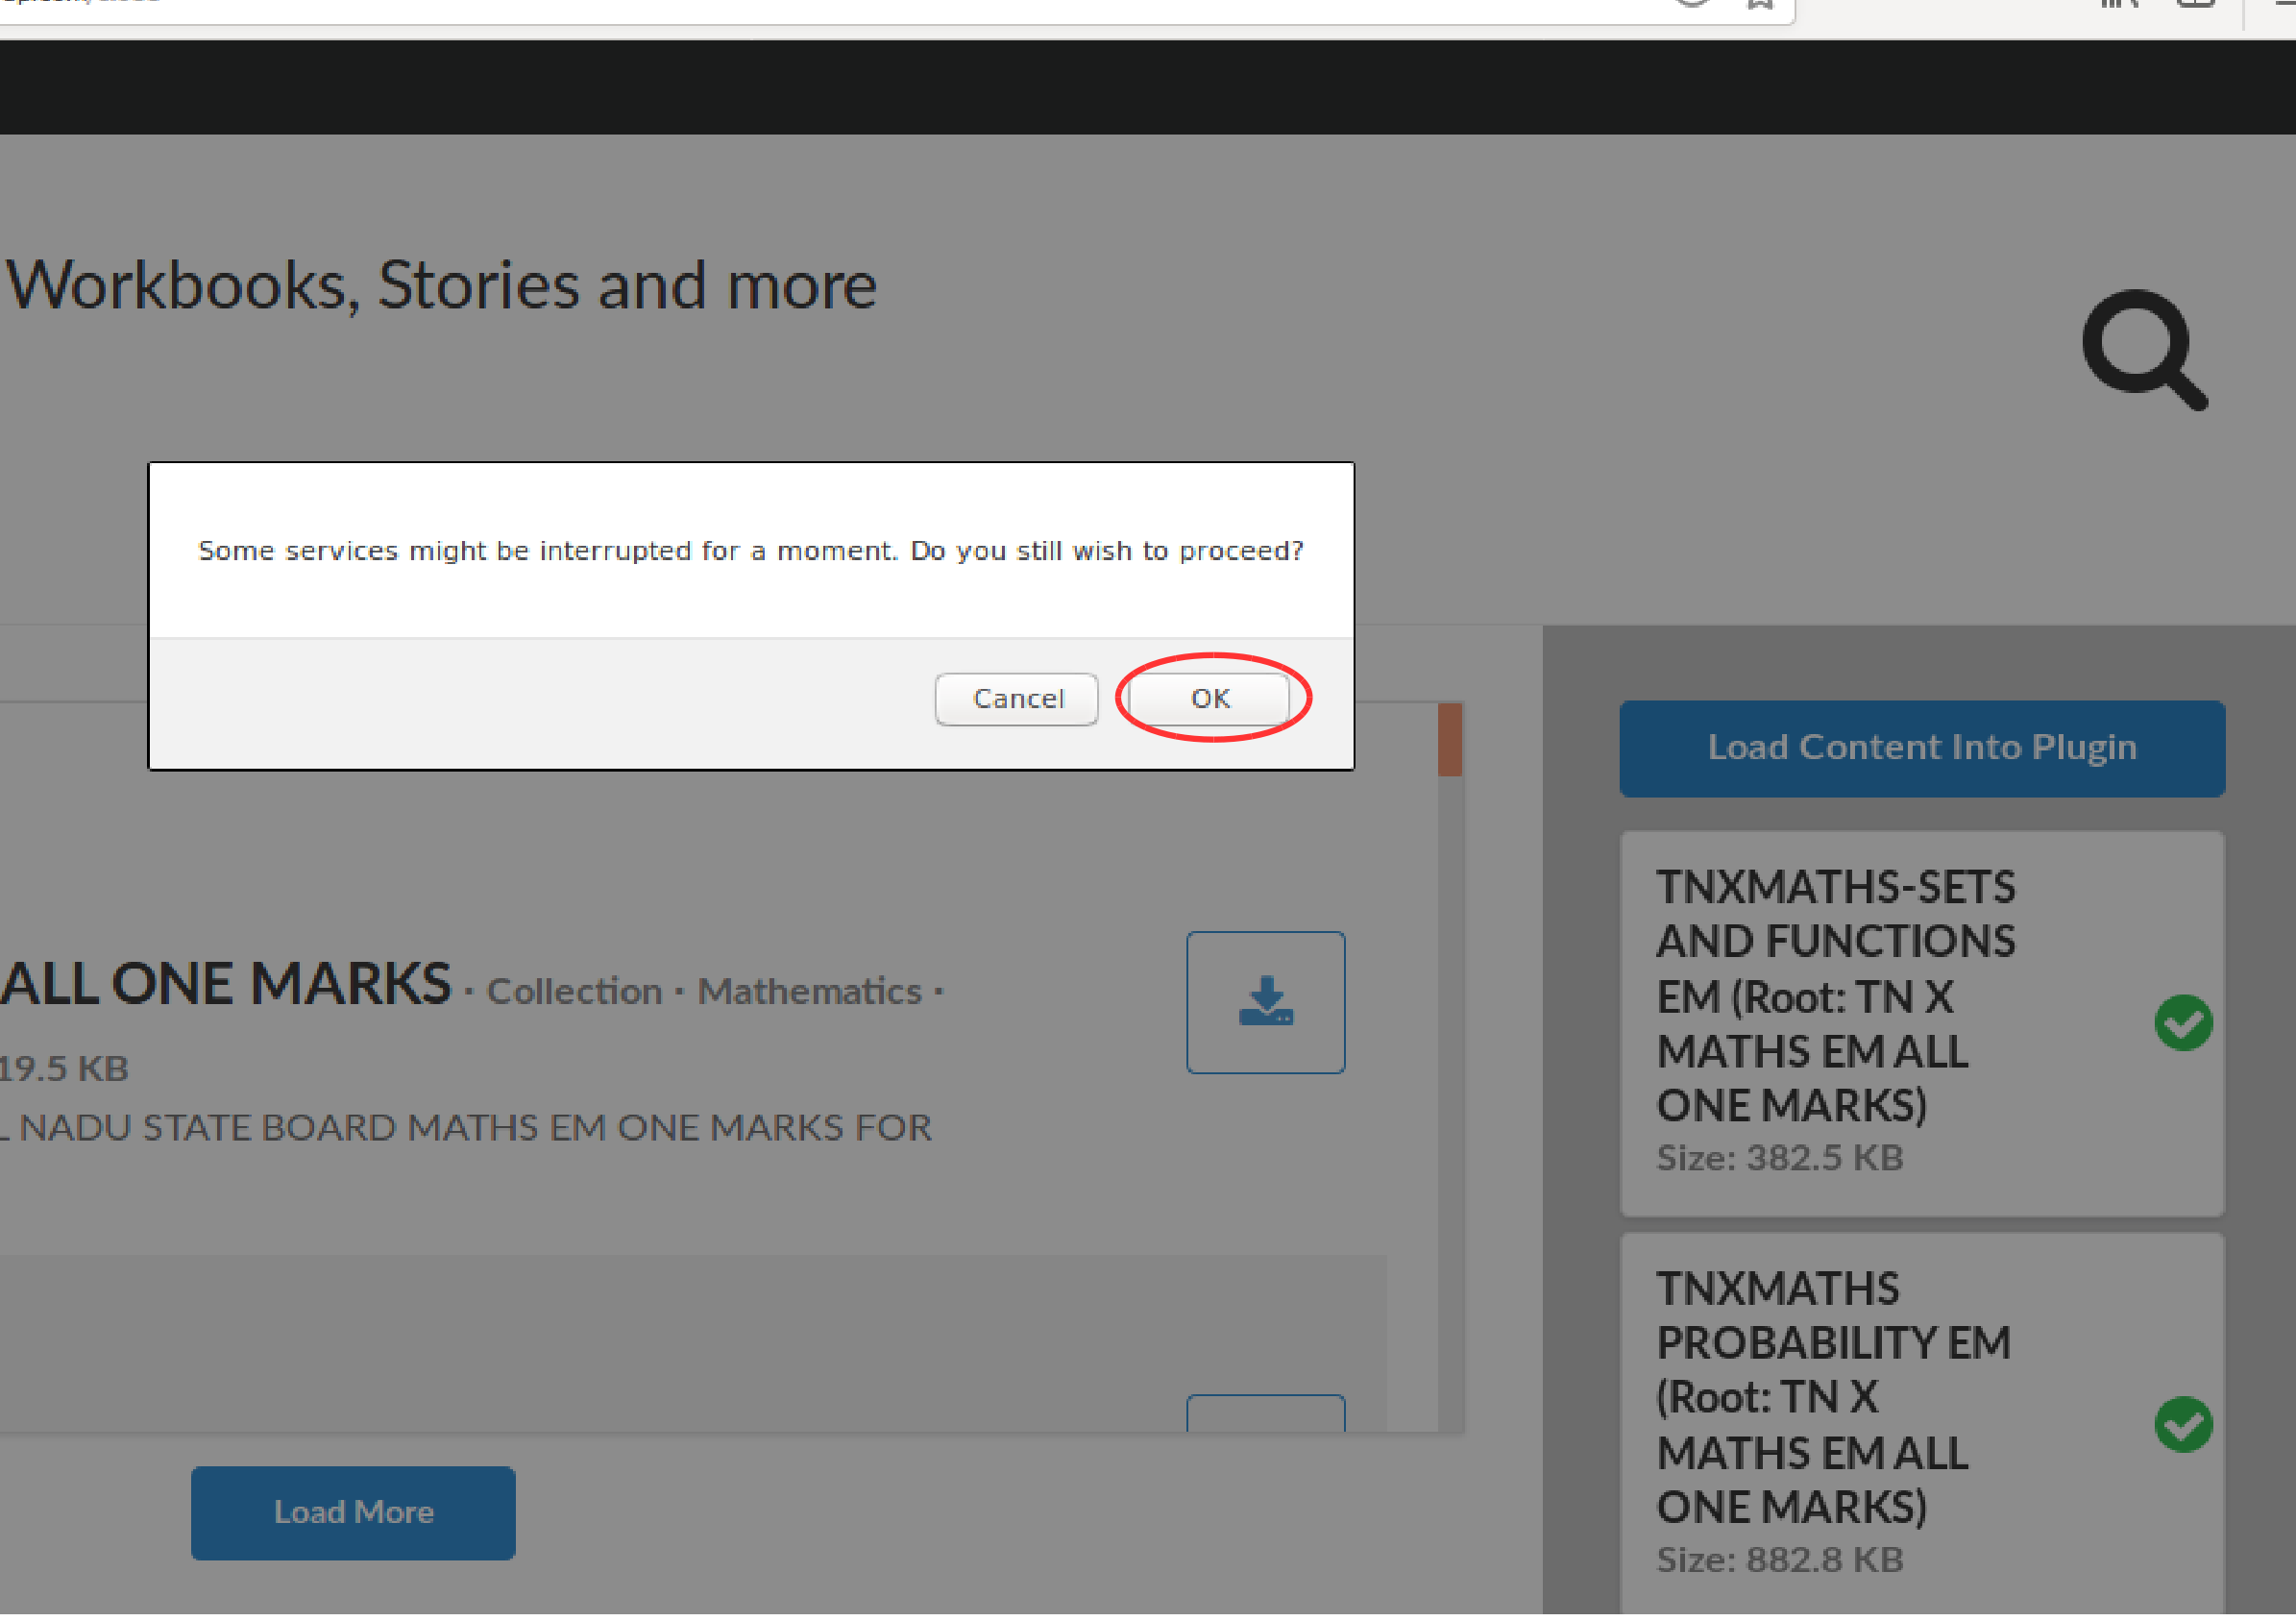 Workbooks, Stories and more
Some services might be interrupted for a moment. Do you still wish to proceed?
Cancel
OK
Load Content Into Plugin
TNXMATHS-SETS
AND FUNCTIONS
EM (Root: TN X
MATHS EM ALL
ONE MARKS)
Size: 382.5 KB
ALL ONE MARKS · Collection · Mathematics ·
19.5 KB
NADU STATE BOARD MATHS EM ONE MARKS FOR
TNXMATHS
PROBABILITY EM
(Root: TN X
MATHS EM ALL
ONE MARKS)
Size: 882.8 KB
Load More